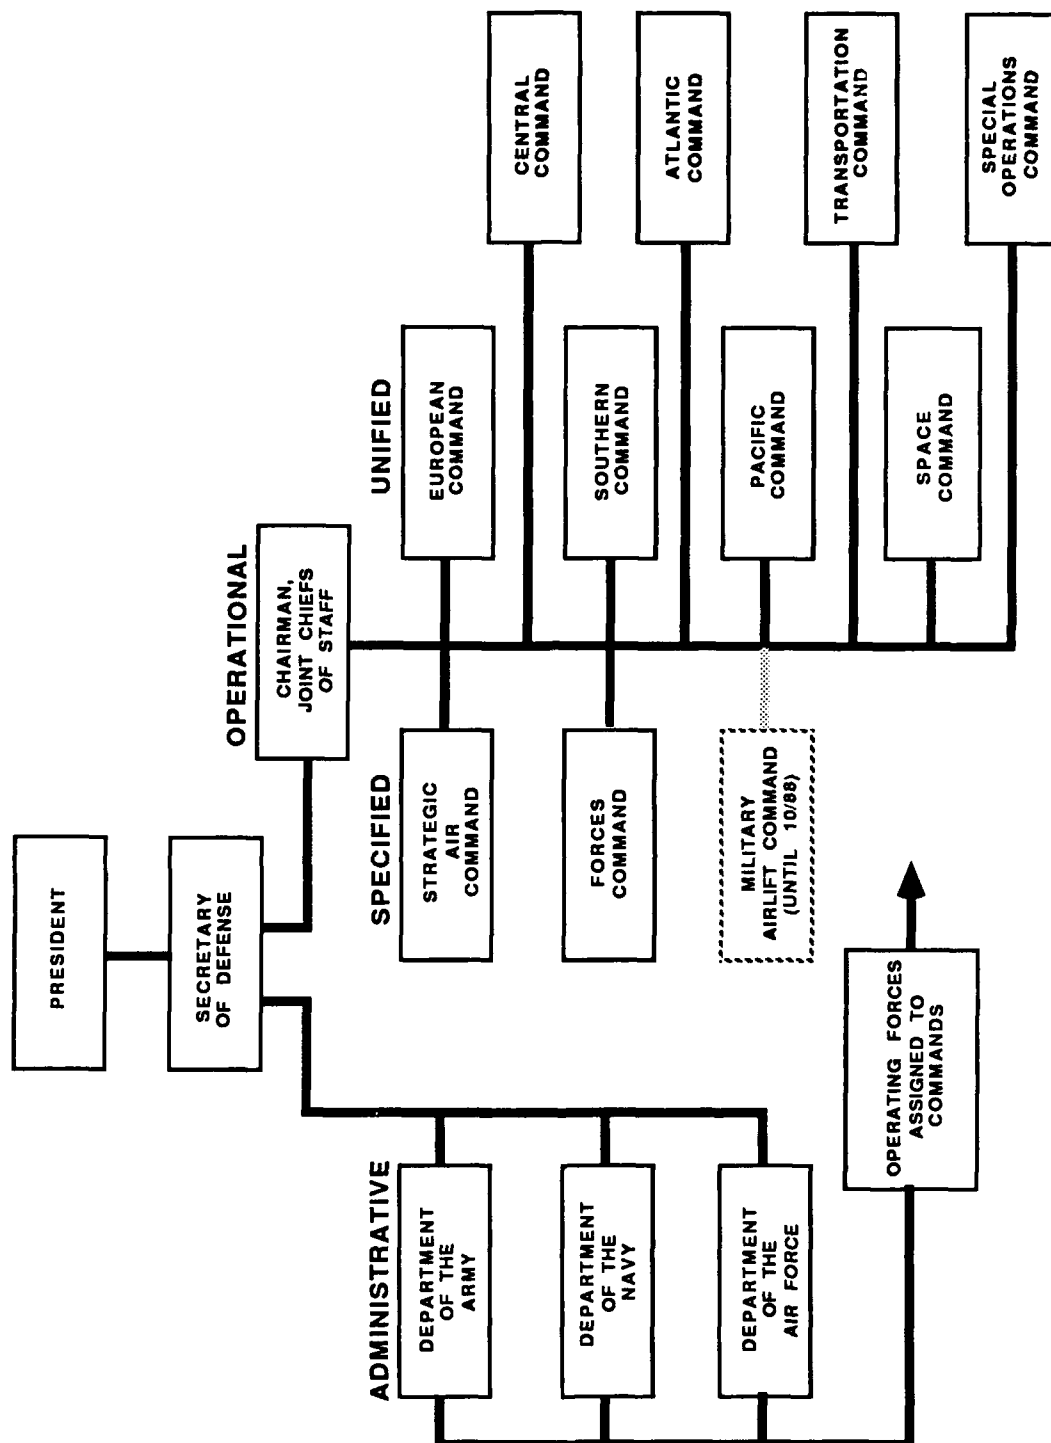 PRESIDENT
SECRETARY
OF DEFENSE
ADMINISTRATIVE
OPERATIONAL
CHAIRMAN,
JOINT CHIEFS
OF STAFF
SPECIFIED
UNIFIED
DEPARTMENT
OF THE
ARMY
STRATEGIC
AIR
COMMAND
EUROPEAN
COMMAND
CENTRAL
COMMAND
DEPARTMENT
OF THE
NAVY
FORCES
COMMAND
SOUTHERN
COMMAND
ATLANTIC
COMMAND
DEPARTMENT
OF THE
AIR FORCE
MILITARY
AIRLIFT COMMAND
(UNTIL 10/88)
PACIFIC
COMMAND
TRANSPORTATION
COMMAND
OPERATING FORCES
ASSIGNED TO
COMMANDS
SPACE
COMMAND
SPECIAL
OPERATIONS
COMMAND